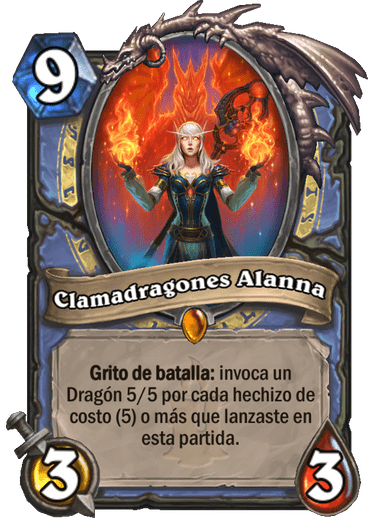 9
Clamadragones Alanna
Grito de batalla: invoca un
Dragón 5/5 por cada hechizo de
costo (5) o más que lanzaste en
esta partida.
3
3